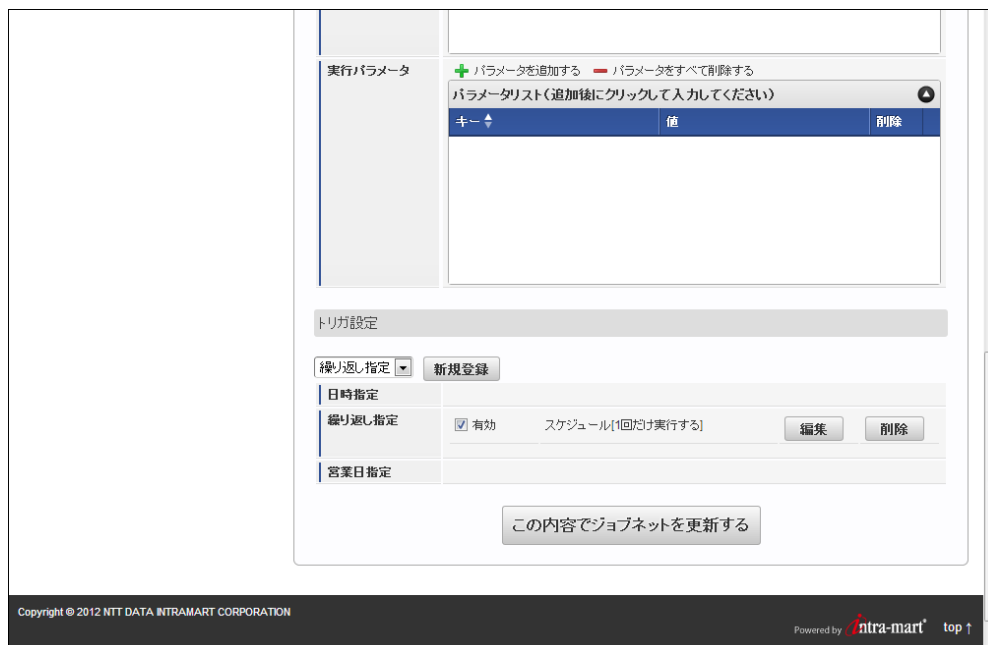 実行パラメータ
パラメータを追加する パラメータをすべて削除する
パラメータリスト(追加後にクリックして入力してください)
キー 値 削除
トリガ設定
繰り返し指定 新規登録
日時指定
繰り返し指定 有効 スケジュール[1回だけ実行する] 編集 削除
営業日指定
この内容でジョブネットを更新する
Copyright © 2012 NTT DATA INTRAMART CORPORATION
Powered by intra-mart top ↑